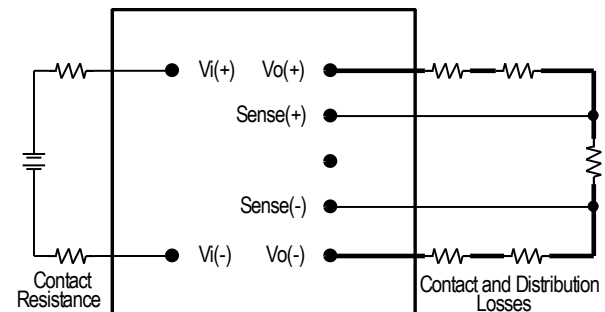 Vi(+) Vo(+)
Sense(+)
Sense(-)
Vi(-) Vo(-)
Contact
Resistance
Contact and Distribution
Losses